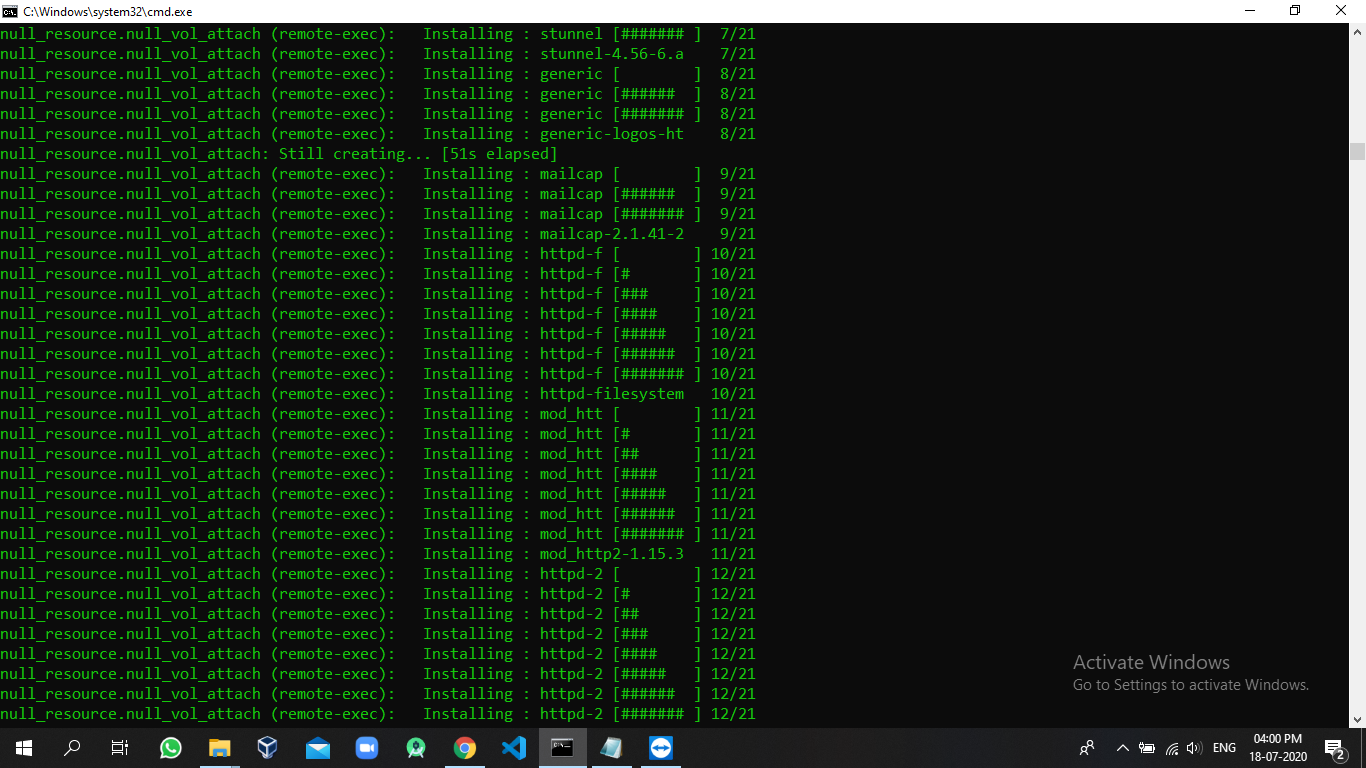 C:\Windows\system32\cmd.exe
null_resource.null_vol_attach (remote-exec):   Installing : stunnel [####### ]  7/21
null_resource.null_vol_attach (remote-exec):   Installing : stunnel-4.56-6.a    7/21
null_resource.null_vol_attach (remote-exec):   Installing : generic [        ]  8/21
null_resource.null_vol_attach (remote-exec):   Installing : generic [######  ]  8/21
null_resource.null_vol_attach (remote-exec):   Installing : generic [####### ]  8/21
null_resource.null_vol_attach (remote-exec):   Installing : generic-logos-ht    8/21
null_resource.null_vol_attach: Still creating... [51s elapsed]
null_resource.null_vol_attach (remote-exec):   Installing : mailcap [        ]  9/21
null_resource.null_vol_attach (remote-exec):   Installing : mailcap [######  ]  9/21
null_resource.null_vol_attach (remote-exec):   Installing : mailcap [####### ]  9/21
null_resource.null_vol_attach (remote-exec):   Installing : mailcap-2.1.41-2    9/21
null_resource.null_vol_attach (remote-exec):   Installing : httpd-f [        ] 10/21
null_resource.null_vol_attach (remote-exec):   Installing : httpd-f [#       ] 10/21
null_resource.null_vol_attach (remote-exec):   Installing : httpd-f [###     ] 10/21
null_resource.null_vol_attach (remote-exec):   Installing : httpd-f [####    ] 10/21
null_resource.null_vol_attach (remote-exec):   Installing : httpd-f [#####   ] 10/21
null_resource.null_vol_attach (remote-exec):   Installing : httpd-f [######  ] 10/21
null_resource.null_vol_attach (remote-exec):   Installing : httpd-f [####### ] 10/21
null_resource.null_vol_attach (remote-exec):   Installing : httpd-filesystem   10/21
null_resource.null_vol_attach (remote-exec):   Installing : mod_htt [        ] 11/21
null_resource.null_vol_attach (remote-exec):   Installing : mod_htt [#       ] 11/21
null_resource.null_vol_attach (remote-exec):   Installing : mod_htt [##      ] 11/21
null_resource.null_vol_attach (remote-exec):   Installing : mod_htt [####    ] 11/21
null_resource.null_vol_attach (remote-exec):   Installing : mod_htt [#####   ] 11/21
null_resource.null_vol_attach (remote-exec):   Installing : mod_htt [######  ] 11/21
null_resource.null_vol_attach (remote-exec):   Installing : mod_htt [####### ] 11/21
null_resource.null_vol_attach (remote-exec):   Installing : mod_http2-1.15.3   11/21
null_resource.null_vol_attach (remote-exec):   Installing : httpd-2 [        ] 12/21
null_resource.null_vol_attach (remote-exec):   Installing : httpd-2 [#       ] 12/21
null_resource.null_vol_attach (remote-exec):   Installing : httpd-2 [##      ] 12/21
null_resource.null_vol_attach (remote-exec):   Installing : httpd-2 [###     ] 12/21
null_resource.null_vol_attach (remote-exec):   Installing : httpd-2 [####    ] 12/21
null_resource.null_vol_attach (remote-exec):   Installing : httpd-2 [#####   ] 12/21
null_resource.null_vol_attach (remote-exec):   Installing : httpd-2 [######  ] 12/21
null_resource.null_vol_attach (remote-exec):   Installing : httpd-2 [####### ] 12/21
Activate Windows
Go to Settings to activate Windows.
ENG
04:00 PM
18-07-2020
2